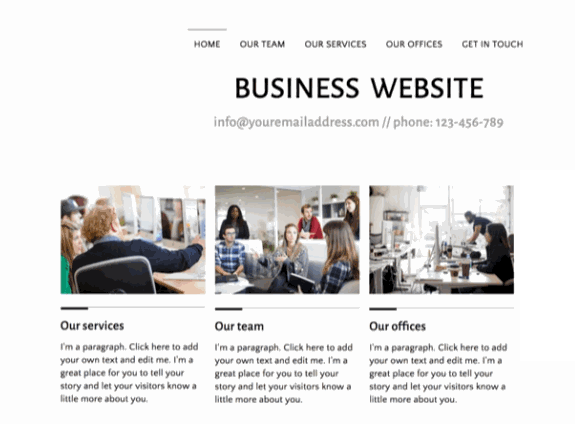 HOME OUR TEAM OUR SERVICES OUR OFFICES GET IN TOUCH
BUSINESS WEBSITE
info@youremailaddress.com // phone: 123-456-789
Our services
I'm a paragraph. Click here to add
your own text and edit me. I'm a
great place for you to tell your
story and let your visitors know a
little more about you.
Our team
I'm a paragraph. Click here to add
your own text and edit me. I'm a
great place for you to tell your
story and let your visitors know a
little more about you.
Our offices
I'm a paragraph. Click here to add
your own text and edit me. I'm a
great place for you to tell your
story and let your visitors know a
little more about you.